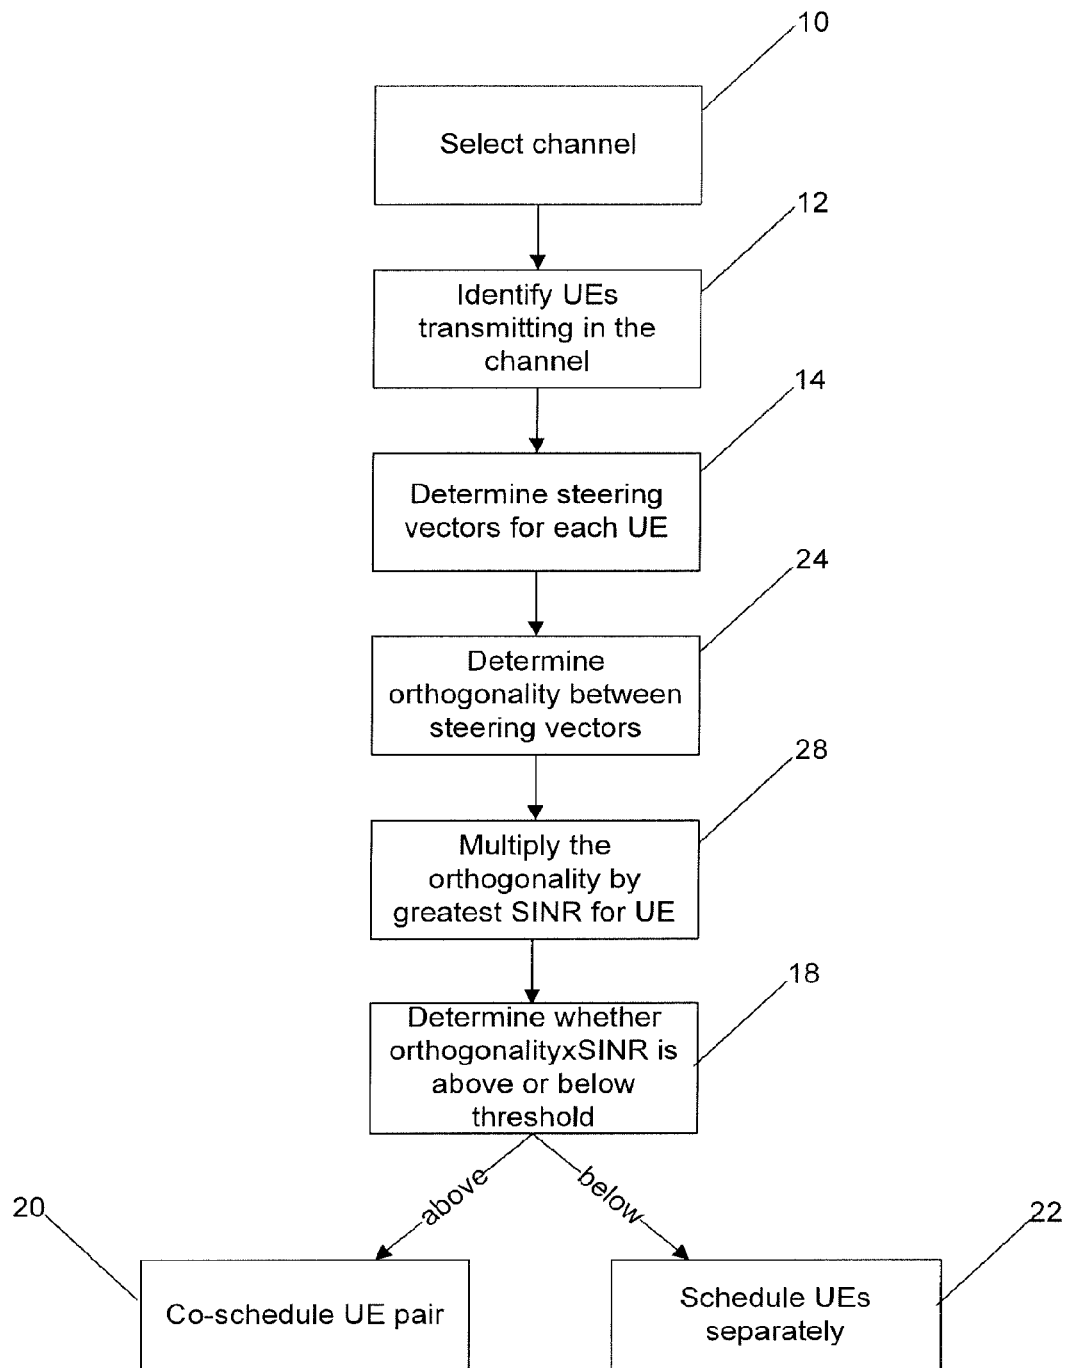 10
Select channel
12
Identify UEs
transmitting in the
channel
14
Determine steering
vectors for each UE
24
Determine
orthogonality between
steering vectors
28
Multiply the
orthogonality by
greatest SINR for UE
18
Determine whether
orthogonalityxSINR is
above or below
threshold
above
below
20
Co-schedule UE pair
22
Schedule UEs
separately